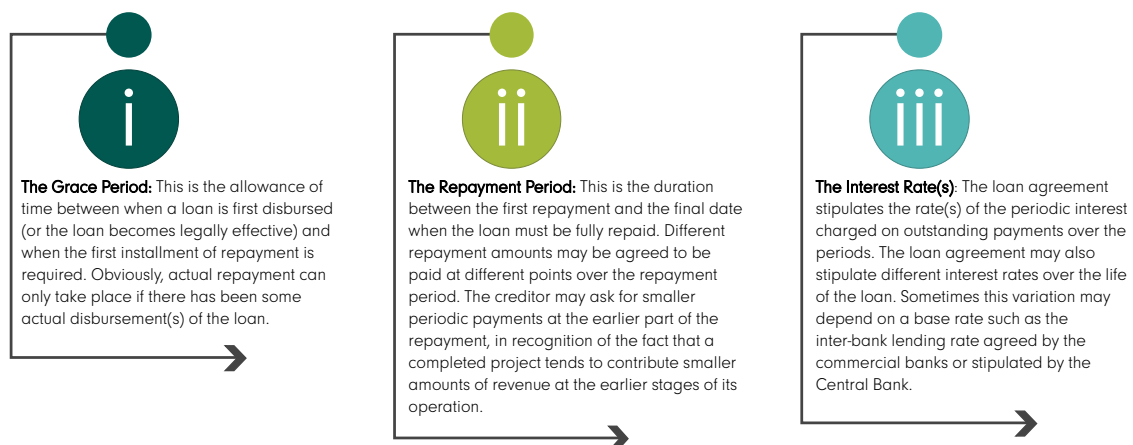 i
The Grace Period: This is the allowance of
time between when a loan is first disbursed
(or the loan becomes legally effective) and
when the first installment of repayment is
required. Obviously, actual repayment can
only take place if there has been some
actual disbursement(s) of the loan.
ii
The Repayment Period: This is the duration
between the first repayment and the final date
when the loan must be fully repaid. Different
repayment amounts may be agreed to be
paid at different points over the repayment
period. The creditor may ask for smaller
periodic payments at the earlier part of the
repayment, in recognition of the fact that a
completed project tends to contribute smaller
amounts of revenue at the earlier stages of its
operation.
iii
The Interest Rate(s): The loan agreement
stipulates the rate(s) of the periodic interest
charged on outstanding payments over the
periods. The loan agreement may also
stipulate different interest rates over the life
of the loan. Sometimes this variation may
depend on a base rate such as the
inter-bank lending rate agreed by the
commercial banks or stipulated by the
Central Bank.